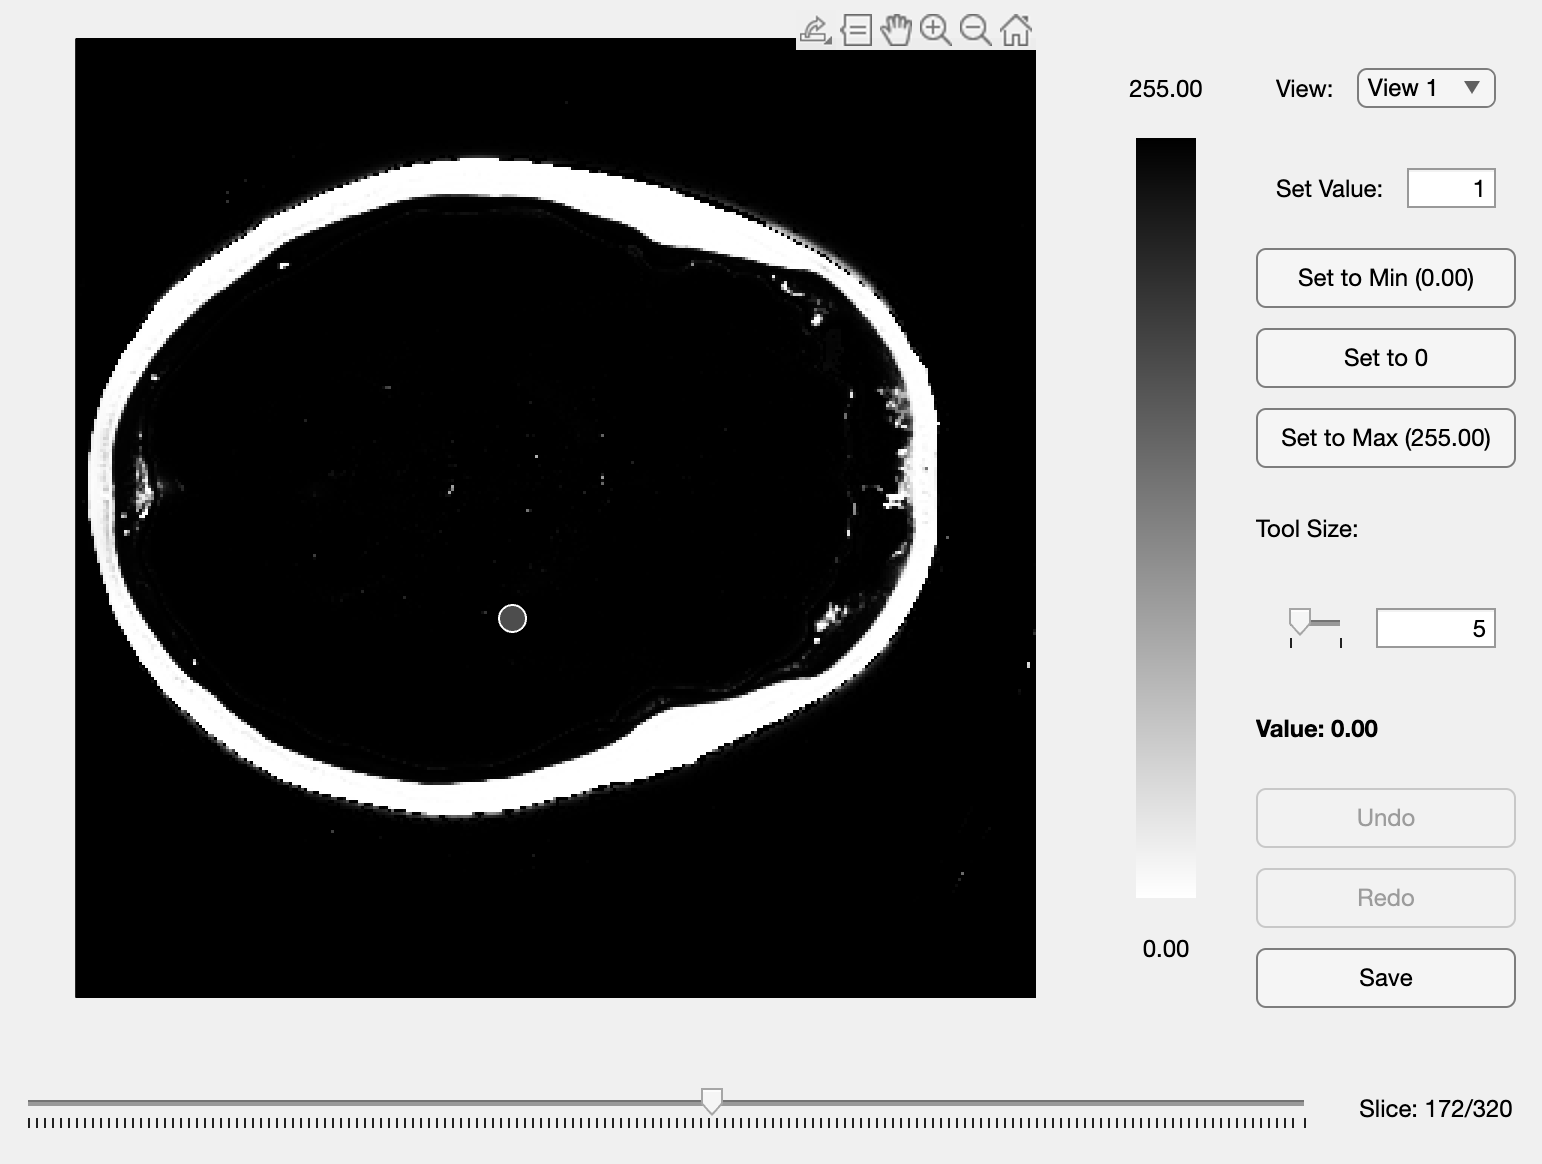 255.00
View: View 1
Set Value: 1
Set to Min (0.00)
Set to 0
Set to Max (255.00)
Tool Size:
5
Value: 0.00
Undo
Redo
0.00
Save
Slice: 172/320